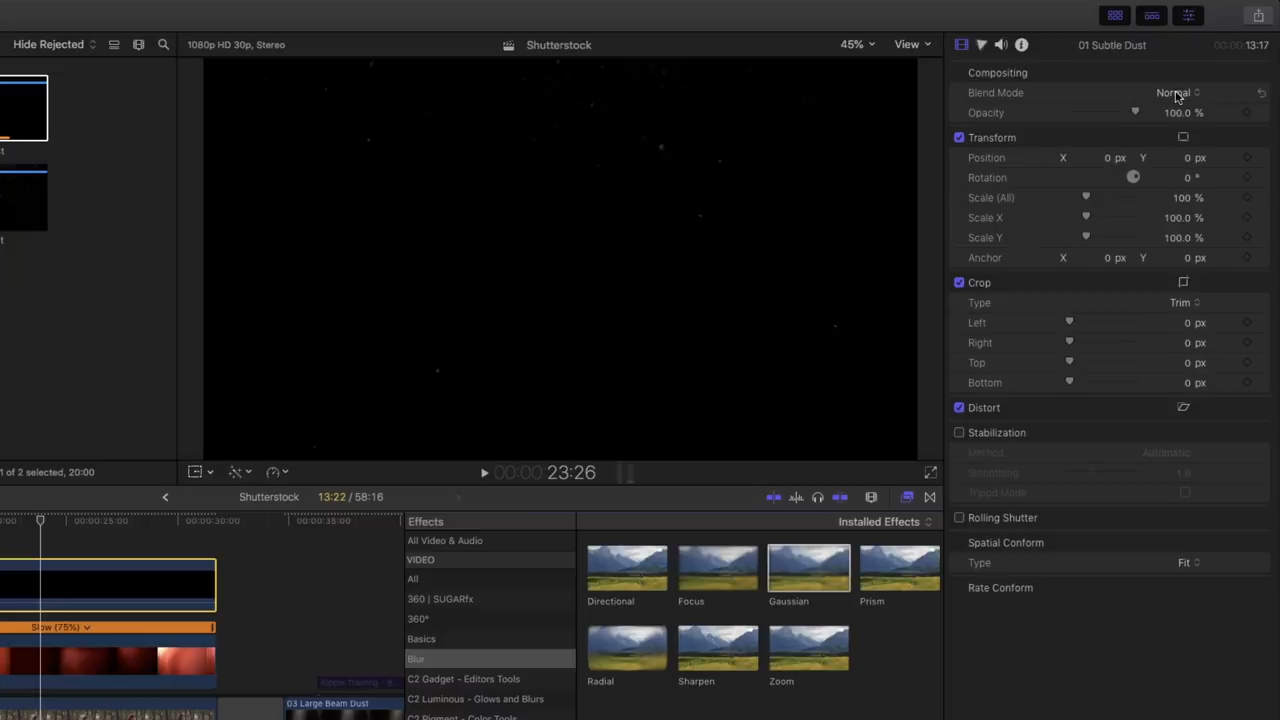 Hide Rejected
1080p HD 30p, Stereo
Shutterstock
45%
View
01 Subtle Dust
00:00:13:17
Compositing
Blend Mode
Normal
Opacity
100.0 %
Transform
Position X 0 px Y 0 px
Rotation 0 °
Scale (All) 100 %
Scale X 100.0 %
Scale Y 100.0 %
Anchor X 0 px Y 0 px
Crop
Type Trim
Left 0 px
Right 0 px
Top 0 px
Bottom 0 px
Distort
Stabilization
Method: Automatic
Smoothing 1.0
Tripod Mode
Rolling Shutter
Spatial Conform
Type Fit
Rate Conform
1 of 2 selected, 20:00
00:00:23:26
Shutterstock
13:22 / 58:16
00:00:25:00
00:00:30:00
00:00:35:00
Slow (75%)
03 Large Beam Dust
Effects
Installed Effects
All Video & Audio
VIDEO
All
360 | SUGARfx
360°
Basics
Blur
C2 Gadget - Editors Tools
C2 Luminous - Glows and Blurs
C2 Pigment - Color Tools
Directional
Focus
Gaussian
Prism
Radial
Sharpen
Zoom